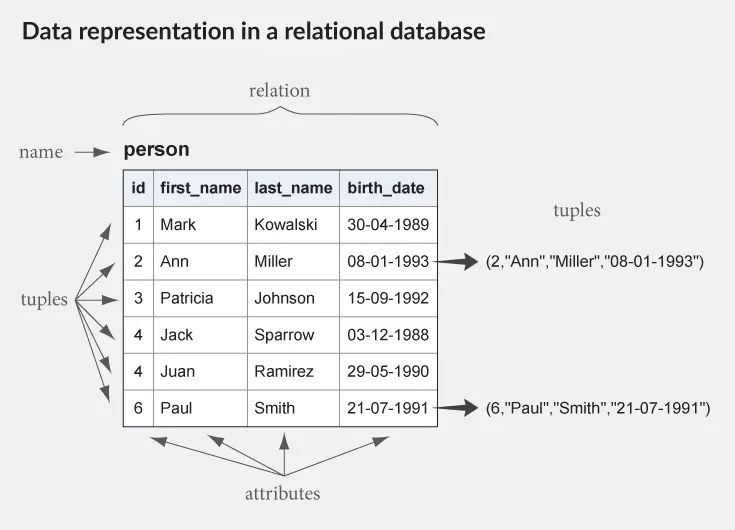 Data representation in a relational database
relation
name
person
id first_name last_name birth_date
tuples
1 Mark Kowalski 30-04-1989
2 Ann Miller 08-01-1993
(2,"Ann","Miller","08-01-1993")
tuples
3 Patricia Johnson 15-09-1992
4 Jack Sparrow 03-12-1988
4 Juan Ramirez 29-05-1990
6 Paul Smith 21-07-1991
(6,"Paul","Smith","21-07-1991")
attributes